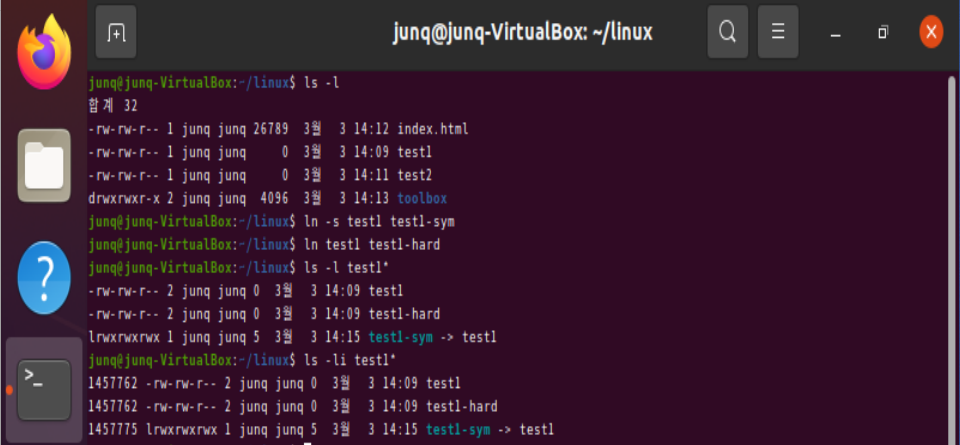 junq@junq-VirtualBox: ~/linux
junq@junq-VirtualBox:~/linux$ ls -l
합계 32
-rw-rw-r-- 1 junq junq 26789  3월  3 14:12 index.html
-rw-rw-r-- 1 junq junq     0  3월  3 14:09 test1
-rw-rw-r-- 1 junq junq     0  3월  3 14:11 test2
drwxrwxr-x 2 junq junq  4096  3월  3 14:13 toolbox
junq@junq-VirtualBox:~/linux$ ln -s test1 test1-sym
junq@junq-VirtualBox:~/linux$ ln test1 test1-hard
junq@junq-VirtualBox:~/linux$ ls -l test1*
-rw-rw-r-- 2 junq junq 0  3월  3 14:09 test1
-rw-rw-r-- 2 junq junq 0  3월  3 14:09 test1-hard
lrwxrwxrwx 1 junq junq 5  3월  3 14:15 test1-sym -> test1
junq@junq-VirtualBox:~/linux$ ls -li test1*
1457762 -rw-rw-r-- 2 junq junq 0  3월  3 14:09 test1
1457762 -rw-rw-r-- 2 junq junq 0  3월  3 14:09 test1-hard
1457775 lrwxrwxrwx 1 junq junq 5  3월  3 14:15 test1-sym -> test1